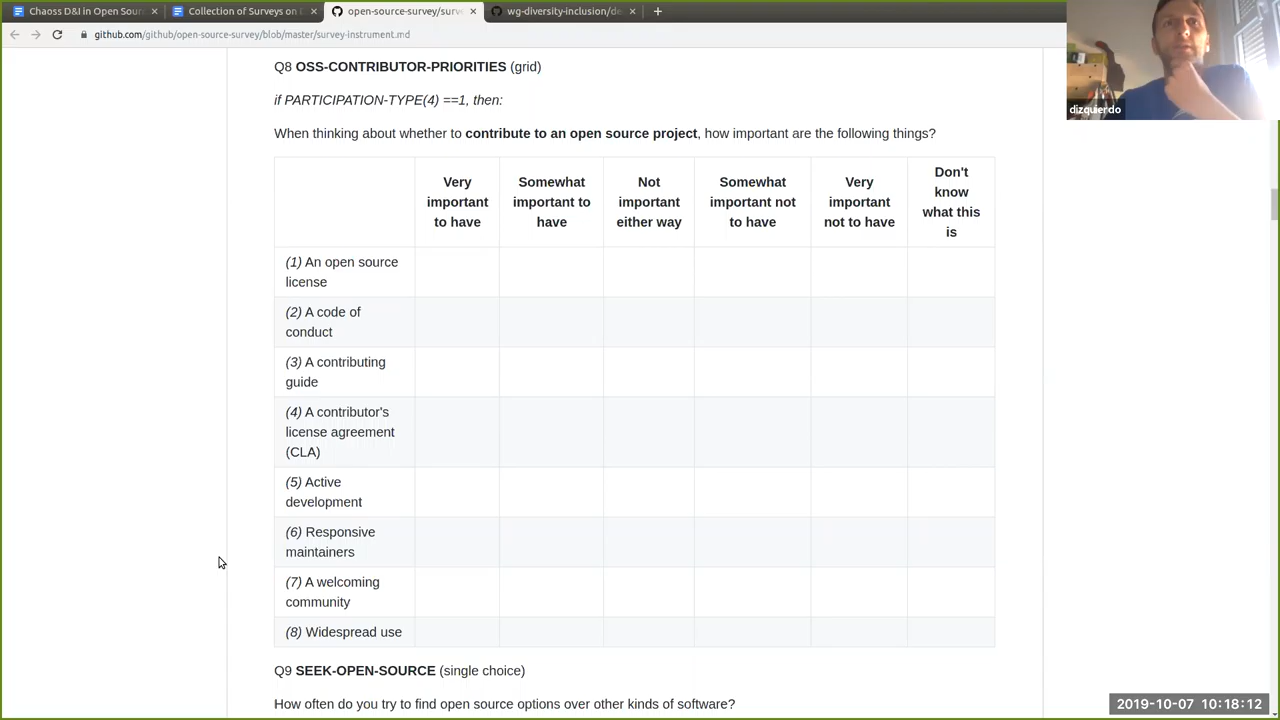 Chaoss D&I in Open Sour
Collection of Surveys on D
open-source-survey/surve
wg-diversity-inclusion/de
github.com/github/open-source-survey/blob/master/survey-instrument.md
dizquierdo
Q8 OSS-CONTRIBUTOR-PRIORITIES (grid)
if PARTICIPATION-TYPE(4) ==1, then:
When thinking about whether to contribute to an open source project, how important are the following things?
Very
important
to have
Somewhat
important to
have
Not
important
either way
Somewhat
important not
to have
Very
important
not to have
Don't
know
what this
is
(1) An open source
license
(2) A code of
conduct
(3) A contributing
guide
(4) A contributor's
license agreement
(CLA)
(5) Active
development
(6) Responsive
maintainers
(7) A welcoming
community
(8) Widespread use
Q9 SEEK-OPEN-SOURCE (single choice)
How often do you try to find open source options over other kinds of software?
2019-10-07 10:18:12